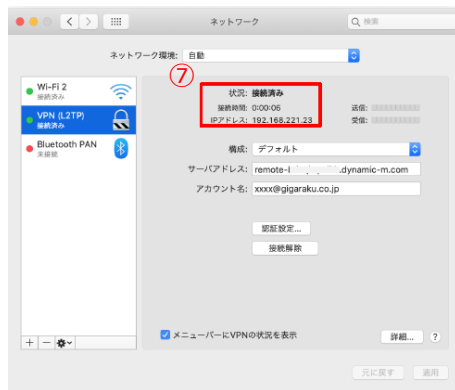 ネットワーク
検索
ネットワーク環境: 自動
⑦
Wi-Fi 2
接続済み
VPN (L2TP)
接続済み
Bluetooth PAN
未接続
状況: 接続済み
接続時間: 0:00:06 送信:
IPアドレス: 192.168.221.23 受信:
構成: デフォルト
サーバアドレス: remote- .dynamic-m.com
アカウント名: xxxx@gigaraku.co.jp
認証設定...
接続解除
メニューバーにVPNの状況を表示
詳細... ?
元に戻す 適用